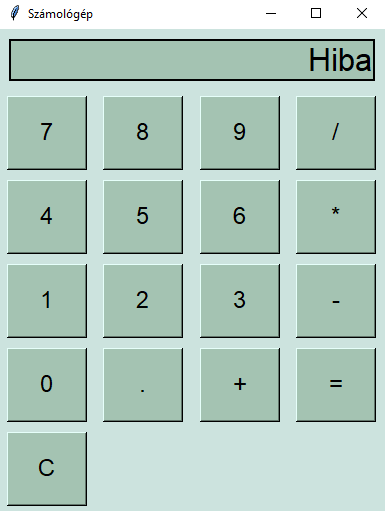 Számológép
Hiba
7 8 9 /
4 5 6 *
1 2 3 -
0 . + =
C